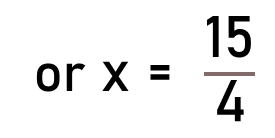 or x = 15/4